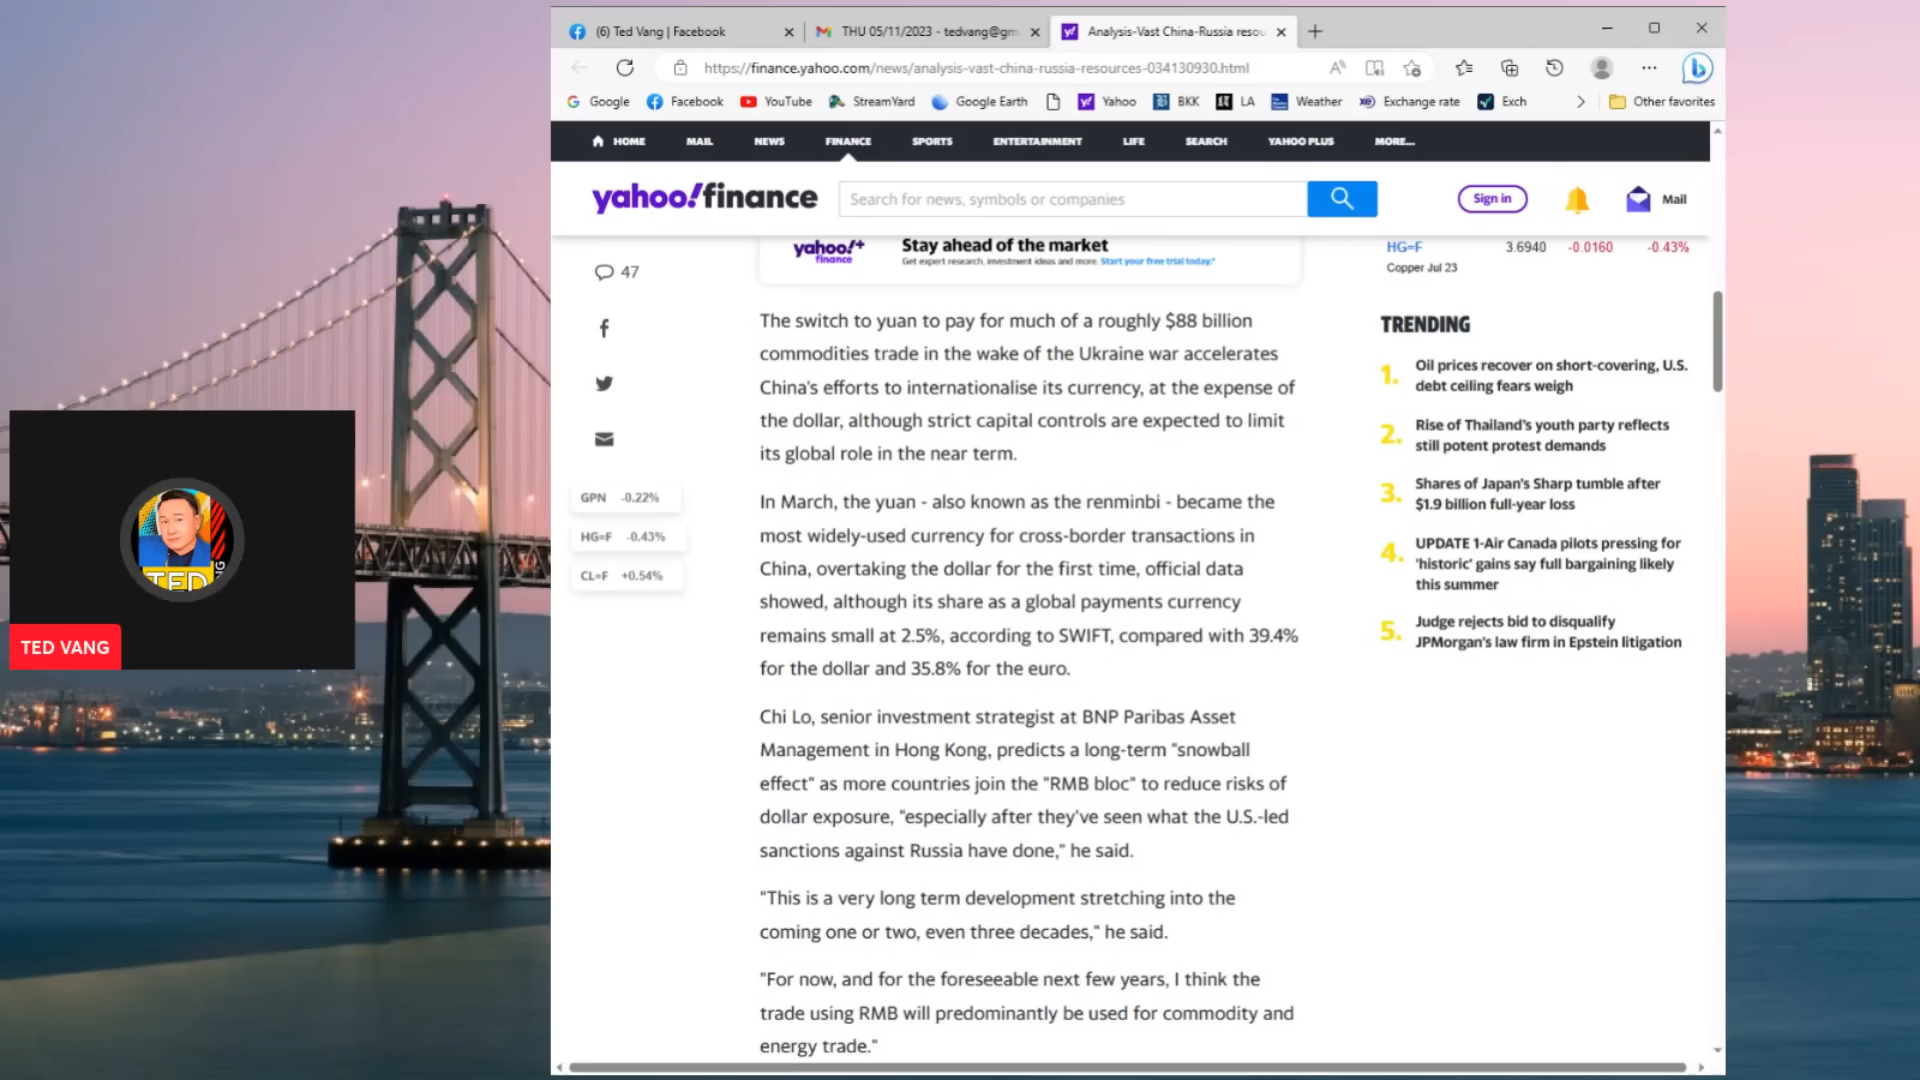 (6) Ted Vang | Facebook
THU 05/11/2023 - tedvang@gm
Analysis-Vast China-Russia resou
https://finance.yahoo.com/news/analysis-vast-china-russia-resources-034130930.html
Google
Facebook
YouTube
StreamYard
Google Earth
Yahoo
BKK
LA
Weather
Exchange rate
Exch
Other favorites
HOME
MAIL
NEWS
FINANCE
SPORTS
ENTERTAINMENT
LIFE
SEARCH
YAHOO PLUS
MORE...
yahoo!finance
Search for news, symbols or companies
Sign in
Mail
yahoo!+
finance
Stay ahead of the market
Get expert research, investment ideas and more. Start your free trial today.*
HG=F 3.6940 -0.0160 -0.43%
Copper Jul 23
47
GPN -0.22%
HG=F -0.43%
CL=F +0.54%
The switch to yuan to pay for much of a roughly $88 billion
commodities trade in the wake of the Ukraine war accelerates
China's efforts to internationalise its currency, at the expense of
the dollar, although strict capital controls are expected to limit
its global role in the near term.
In March, the yuan - also known as the renminbi - became the
most widely-used currency for cross-border transactions in
China, overtaking the dollar for the first time, official data
showed, although its share as a global payments currency
remains small at 2.5%, according to SWIFT, compared with 39.4%
for the dollar and 35.8% for the euro.
Chi Lo, senior investment strategist at BNP Paribas Asset
Management in Hong Kong, predicts a long-term "snowball
effect" as more countries join the "RMB bloc" to reduce risks of
dollar exposure, "especially after they've seen what the U.S.-led
sanctions against Russia have done," he said.
"This is a very long term development stretching into the
coming one or two, even three decades," he said.
"For now, and for the foreseeable next few years, I think the
trade using RMB will predominantly be used for commodity and
energy trade."
TRENDING
1. Oil prices recover on short-covering, U.S.
debt ceiling fears weigh
2. Rise of Thailand's youth party reflects
still potent protest demands
3. Shares of Japan's Sharp tumble after
$1.9 billion full-year loss
4. UPDATE 1-Air Canada pilots pressing for
'historic' gains say full bargaining likely
this summer
5. Judge rejects bid to disqualify
JPMorgan's law firm in Epstein litigation
TED
TED VANG